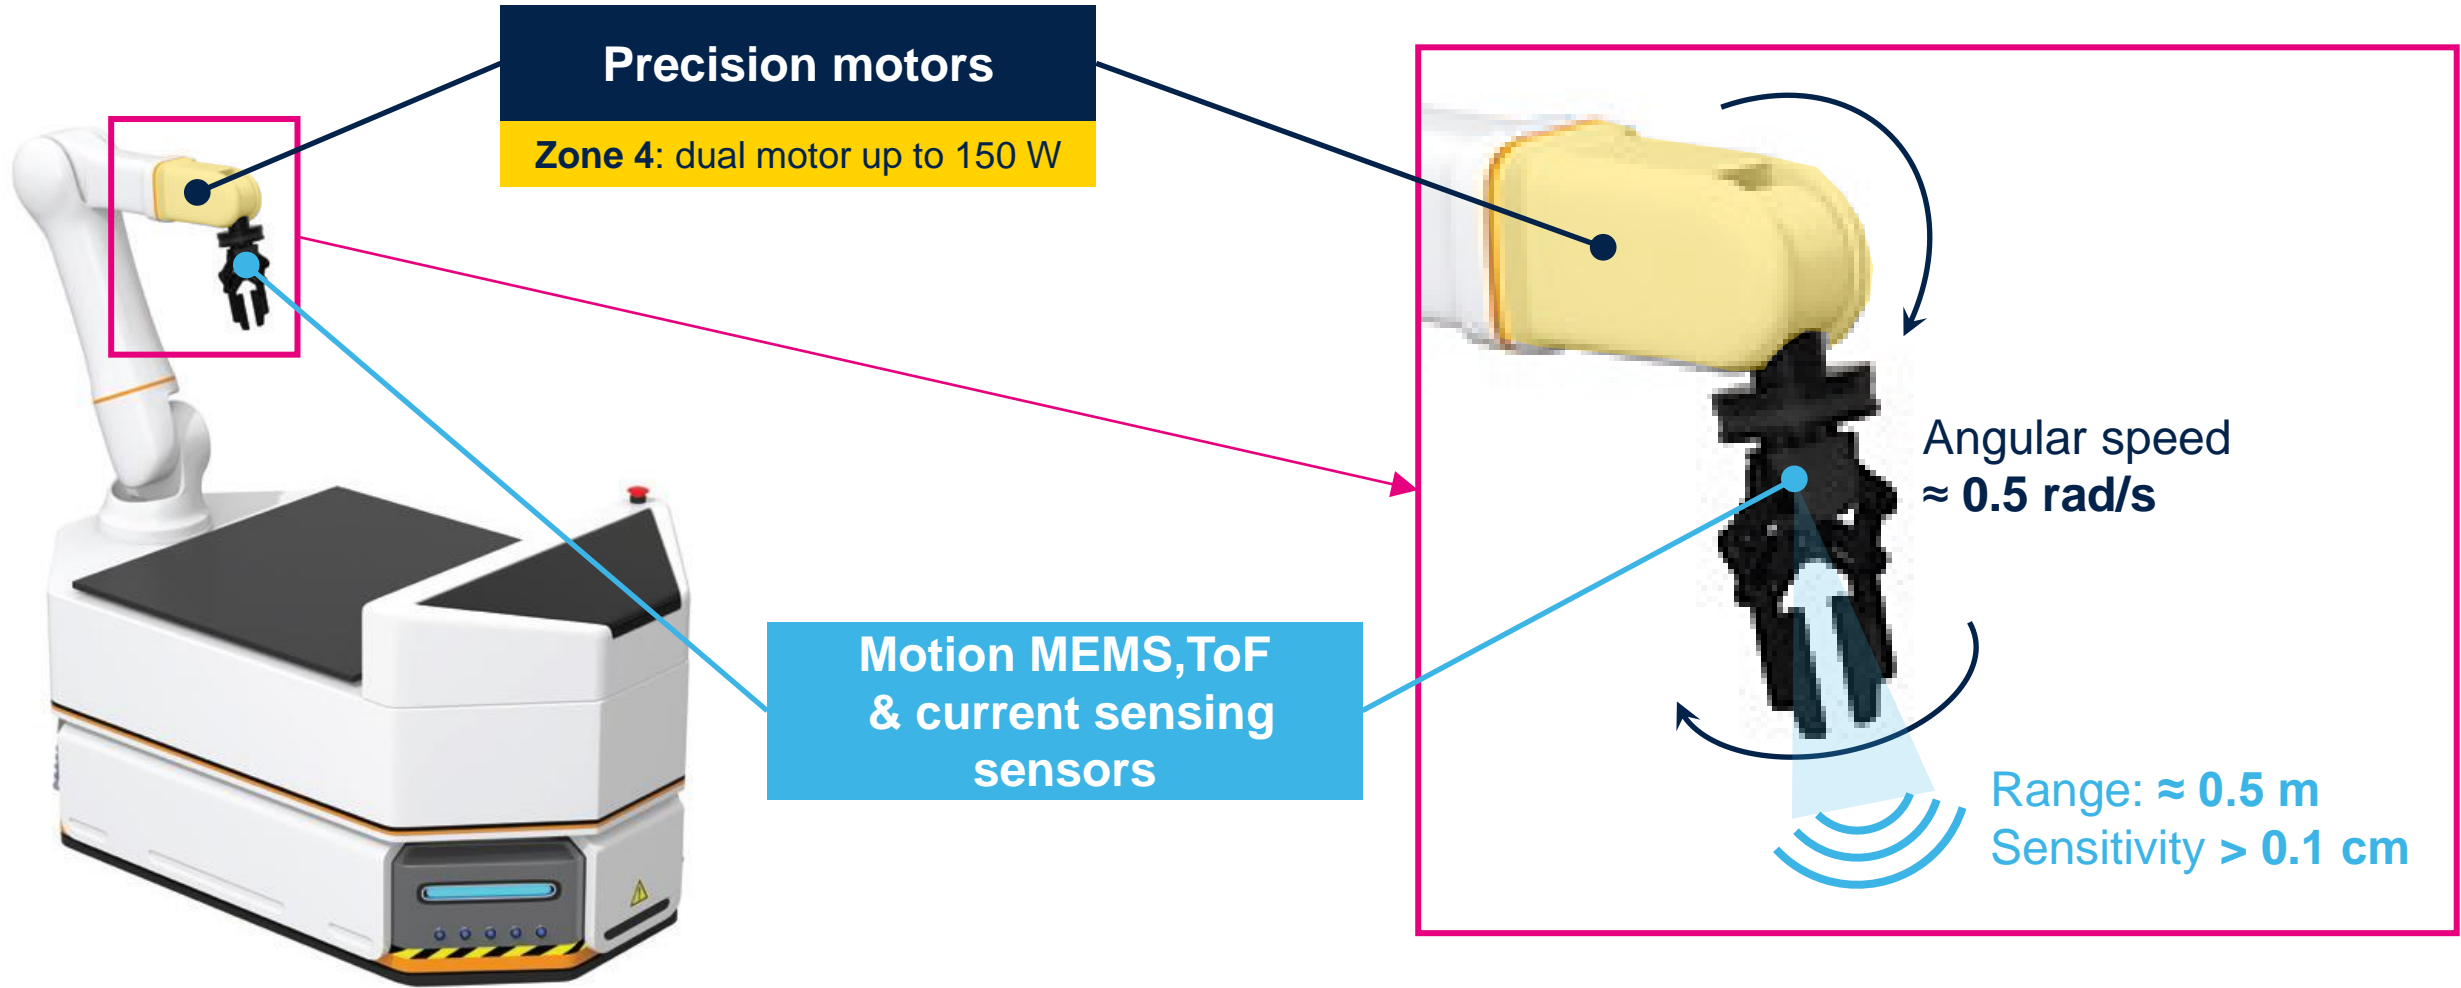 Precision motors
Zone 4: dual motor up to 150 W
Angular speed
≈ 0.5 rad/s
Motion MEMS,ToF
& current sensing
sensors
Range: ≈ 0.5 m
Sensitivity > 0.1 cm